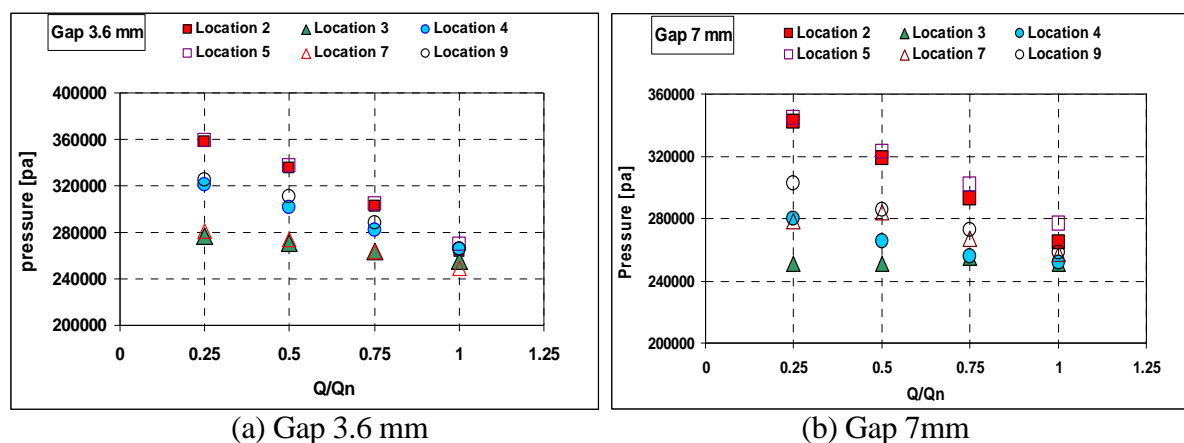 Gap 3.6 mm
Location 2 Location 3 Location 4
Location 5 Location 7 Location 9
pressure [pa]
400000
360000
320000
280000
240000
200000
0 0.25 0.5 0.75 1 1.25
Q/Qn
(a) Gap 3.6 mm
Gap 7 mm
Location 2 Location 3 Location 4
Location 5 Location 7 Location 9
Pressure [pa]
360000
320000
280000
240000
200000
0 0.25 0.5 0.75 1 1.25
Q/Qn
(b) Gap 7mm